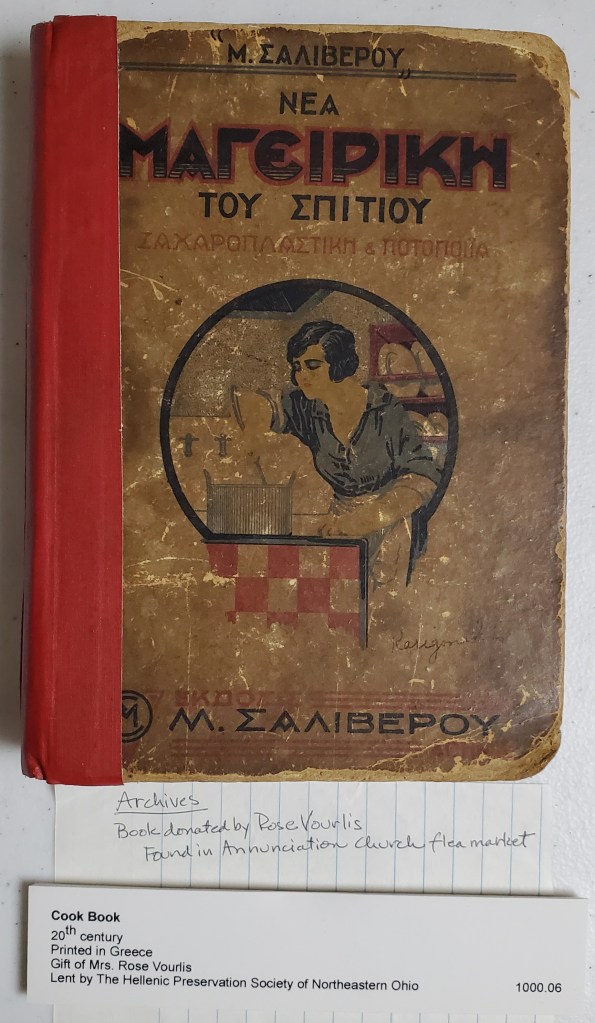 "Μ. ΣΑΛΙΒΕΡΟΥ"
ΝΕΑ
ΜΑΓΕΙΡΙΚΗ
ΤΟΥ ΣΠΙΤΙΟΥ
ΖΑΧΑΡΟΠΛΑΣΤΙΚΗ & ΠΟΤΟΠΟΙΪΑ
Μ
ΕΚΔΟΣΙΣ
Μ. ΣΑΛΙΒΕΡΟΥ
Archives
Book donated by Rose Vourlis
Found in Annunciation Church flea market
Cook Book
20th century
Printed in Greece
Gift of Mrs. Rose Vourlis
Lent by The Hellenic Preservation Society of Northeastern Ohio 1000.06